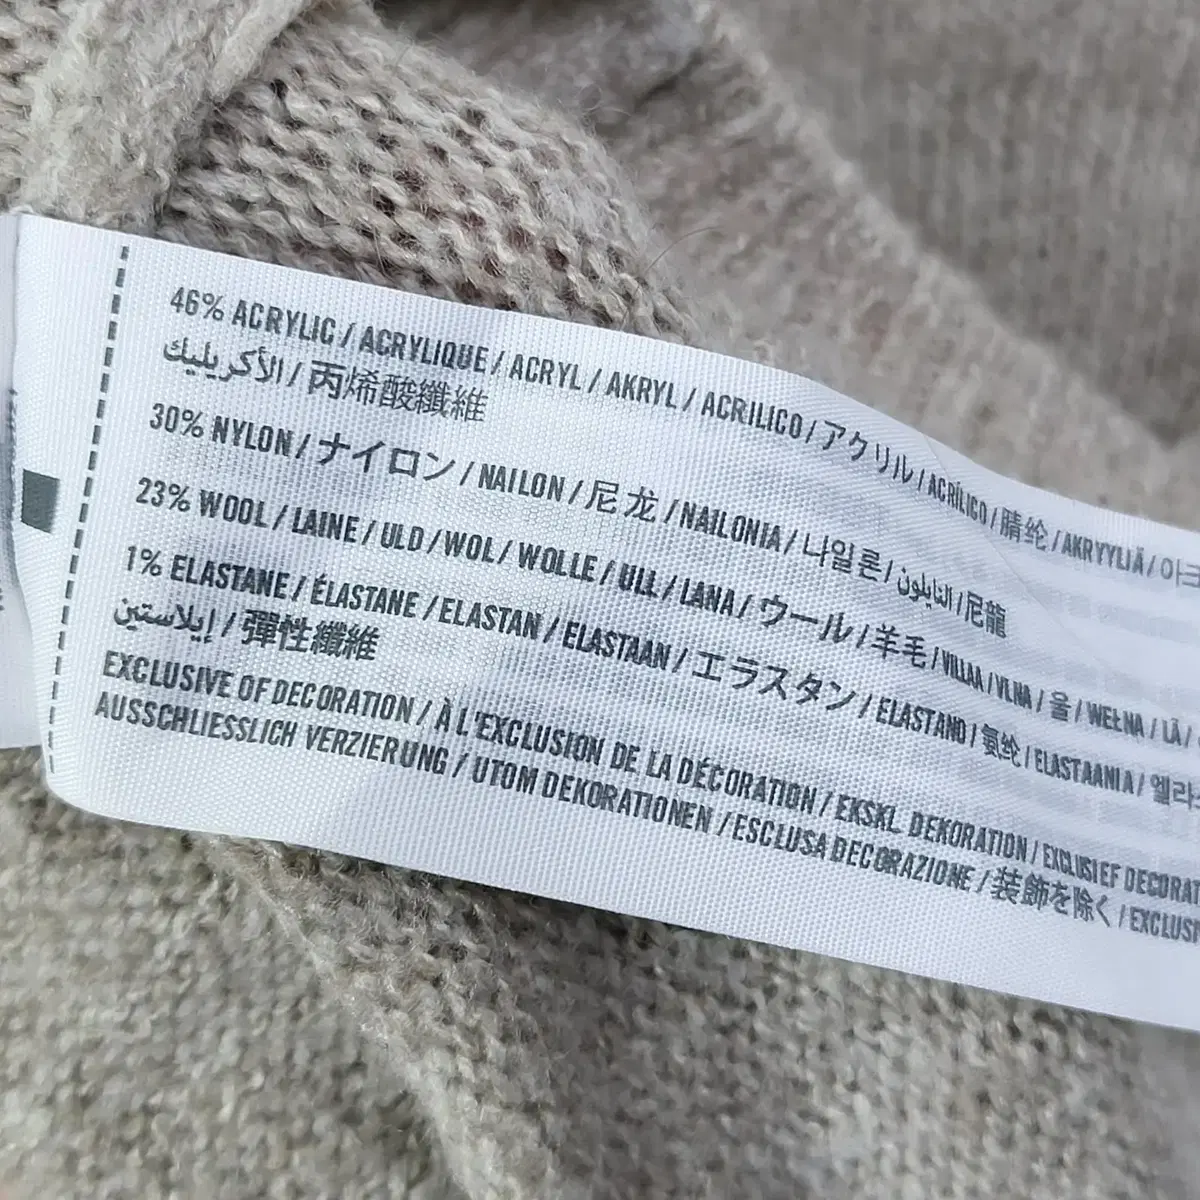 46% ACRYLIC / ACRYLIQUE / ACRYL / AKRYL / ACRILICO / アクリル / ACRÍLICO / 腈纶 / AKRYYLIÄ /
الأكريليك / 丙烯酸纖維
30% NYLON / ナイロン / NAILON / 尼龙 / NAILONIA / 나일론 / النايلون / 尼龍
23% WOOL / LAINE / ULD / WOL / WOLLE / ULL / LANA / ウール / 羊毛 / VILLAA / VLNA / 울 / WEŁNA / LÃ /
1% ELASTANE / ÉLASTANE / ELASTAN / ELASTAAN / エラスタン / ELASTANO / 氨纶 / ELASTAANIA /
إيلاستين / 彈性纖維
EXCLUSIVE OF DECORATION / À L'EXCLUSION DE LA DÉCORATION / EKSKL DEKORATION / EXCLUSIEF
AUSSCHLIESSLICH VERZIERUNG / UTOM DEKORATIONEN / ESCLUSA DECORAZIONE / 装飾を除く /